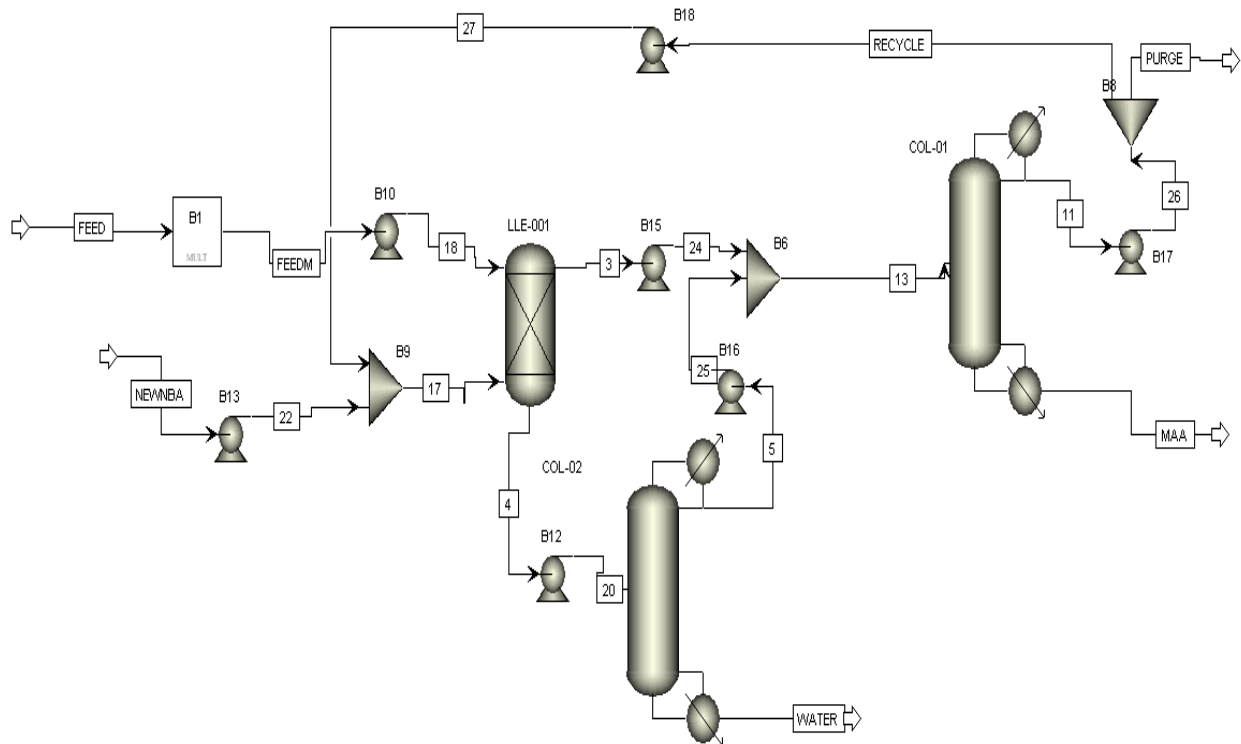 B18
27
RECYCLE
PURGE
B8
COL-01
B10
LLE-001
B15
B1
MULT
FEED
FEEDM
18
3
24
B6
13
11
26
B17
B9
B16
25
17
NEWNBA
B13
22
5
MAA
COL-02
4
B12
20
WATER